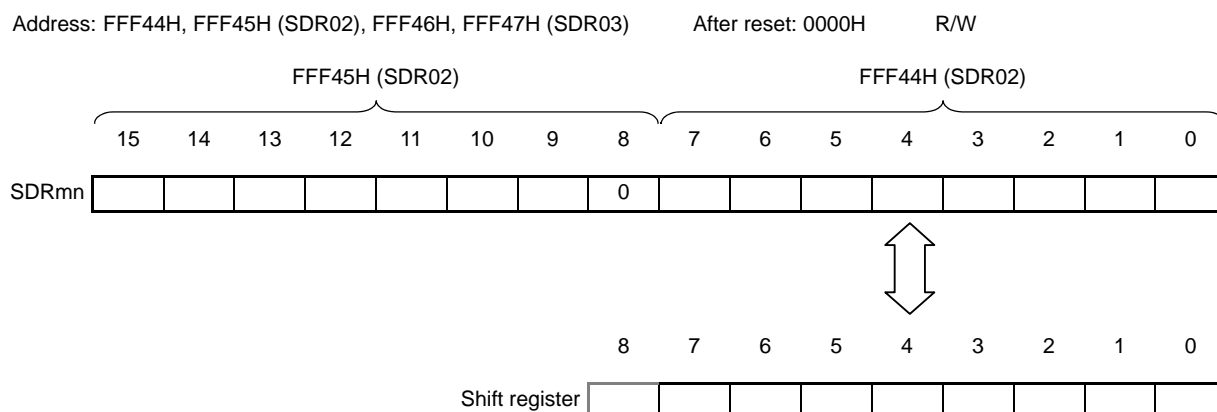 Address: FFF44H, FFF45H (SDR02), FFF46H, FFF47H (SDR03) After reset: 0000H R/W
FFF45H (SDR02) FFF44H (SDR02)
15 14 13 12 11 10 9 8 7 6 5 4 3 2 1 0
SDRmn 0
8 7 6 5 4 3 2 1 0
Shift register